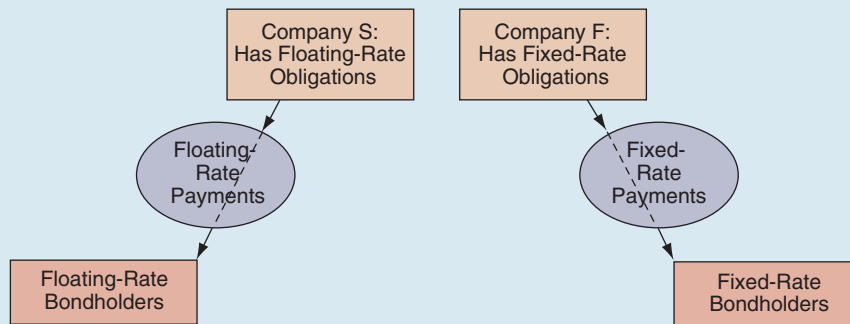 Company S:
Has Floating-Rate
Obligations
Company F:
Has Fixed-Rate
Obligations
Floating-
Rate
Payments
Fixed-
Rate
Payments
Floating-Rate
Bondholders
Fixed-Rate
Bondholders